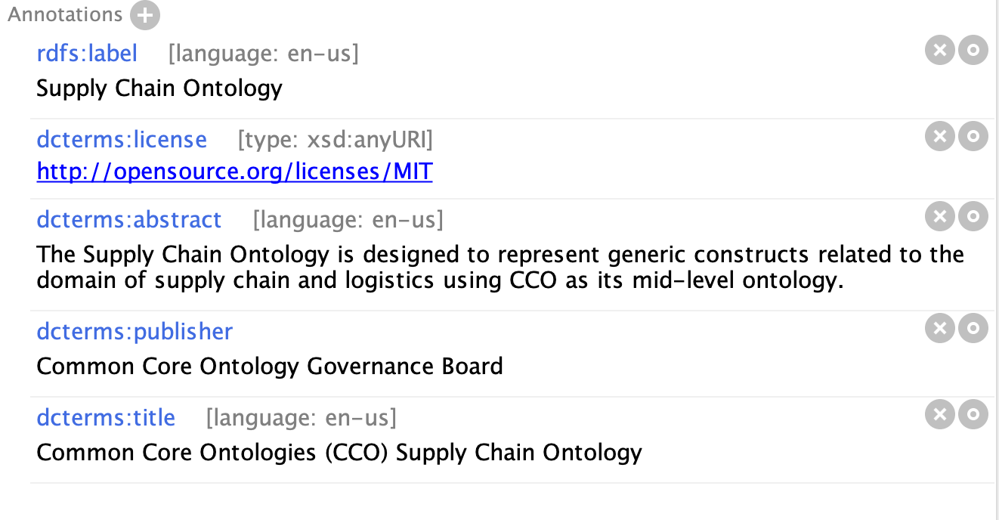 Annotations
rdfs:label [language: en-us]
Supply Chain Ontology
dcterms:license [type: xsd:anyURI]
http://opensource.org/licenses/MIT
dcterms:abstract [language: en-us]
The Supply Chain Ontology is designed to represent generic constructs related to the
domain of supply chain and logistics using CCO as its mid-level ontology.
dcterms:publisher
Common Core Ontology Governance Board
dcterms:title [language: en-us]
Common Core Ontologies (CCO) Supply Chain Ontology